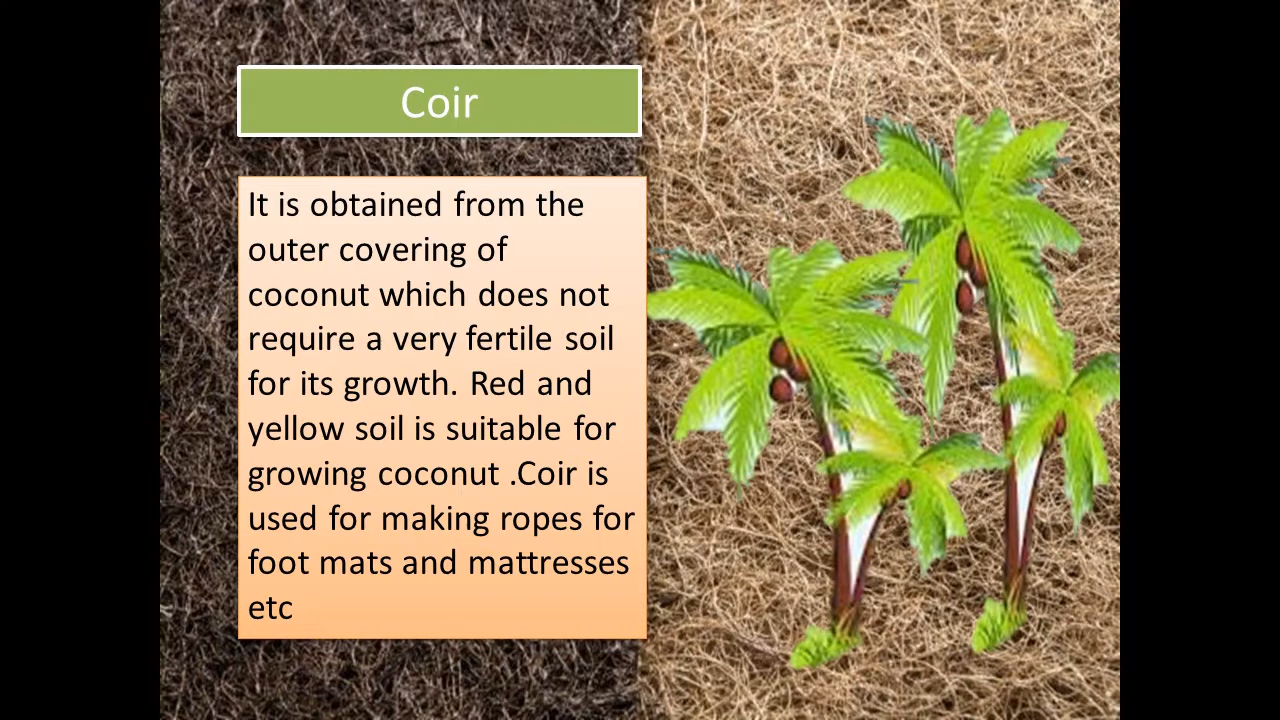 Coir
It is obtained from the
outer covering of
coconut which does not
require a very fertile soil
for its growth. Red and
yellow soil is suitable for
growing coconut .Coir is
used for making ropes for
foot mats and mattresses
etc